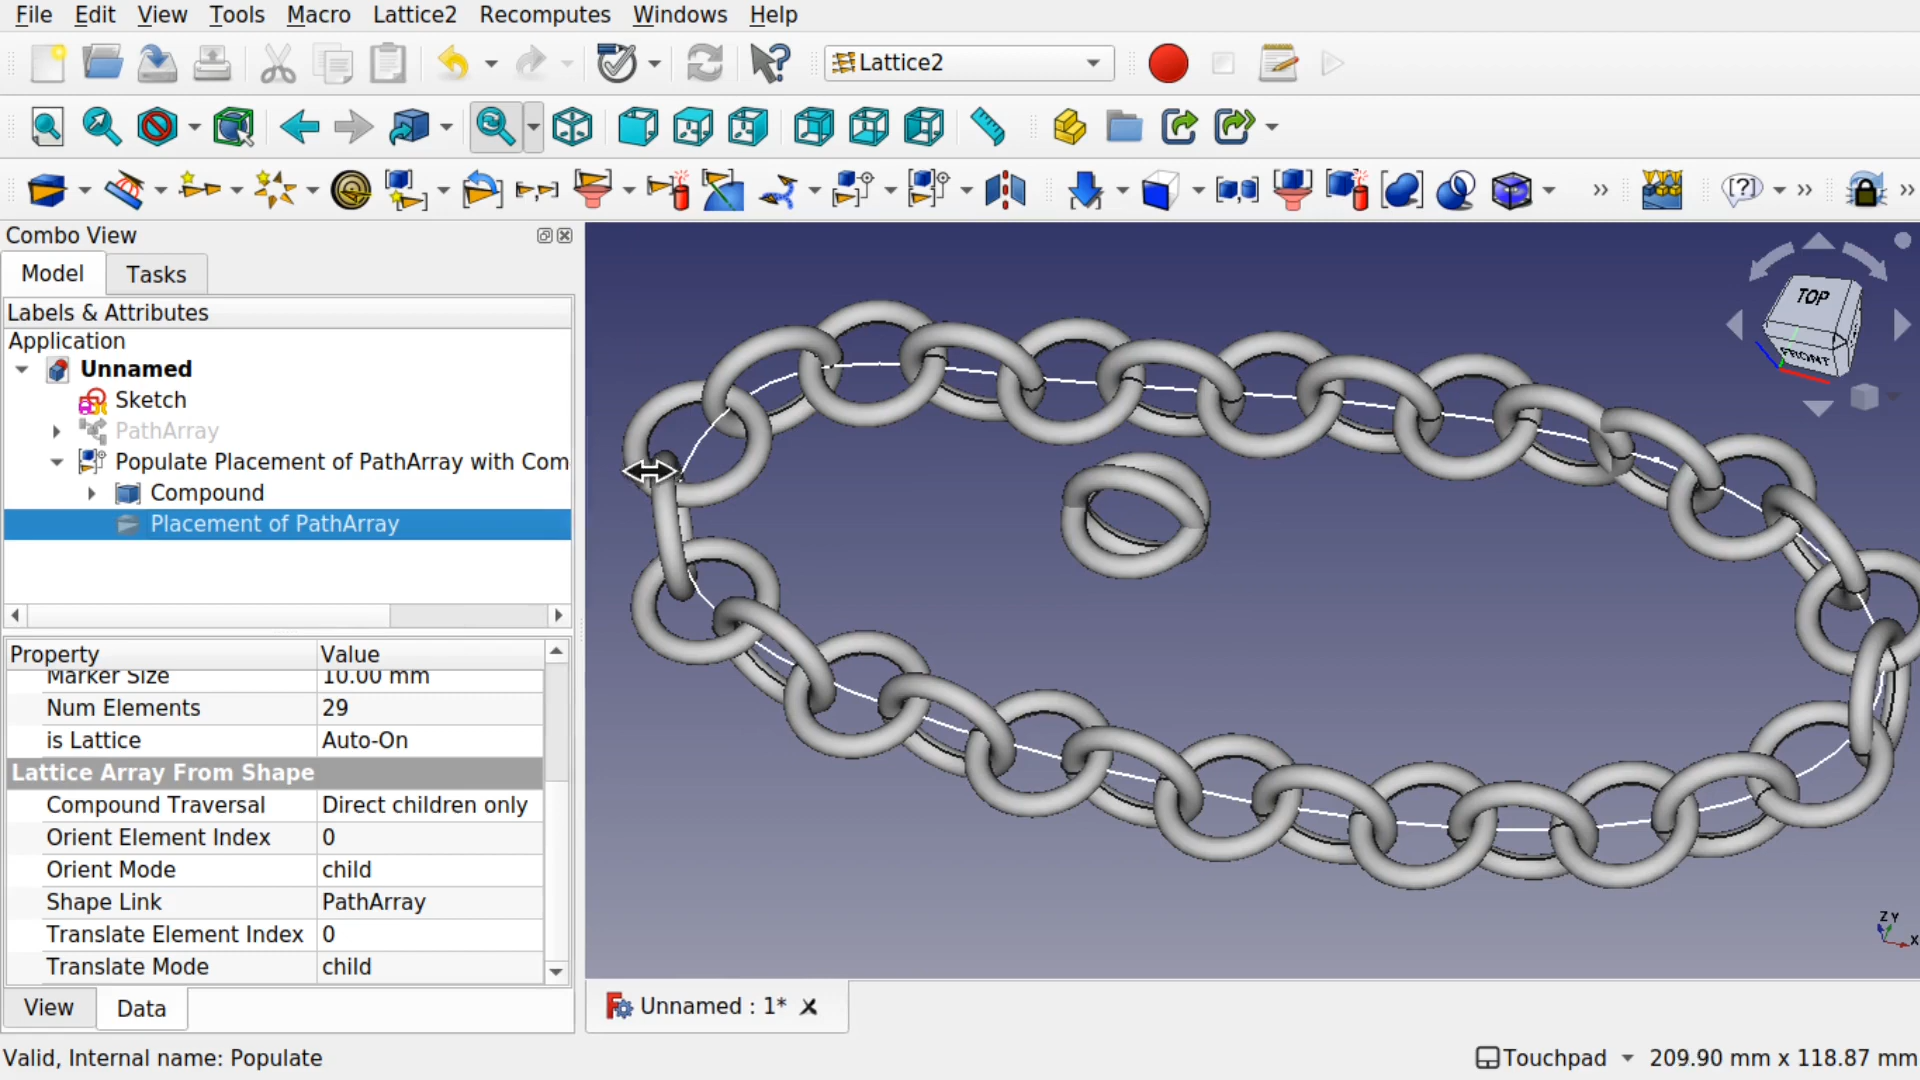 File Edit View Tools Macro Lattice2 Recomputes Windows Help
Lattice2
Combo View
Model Tasks
Labels & Attributes
Application
Unnamed
Sketch
PathArray
Populate Placement of PathArray with Com
Compound
Placement of PathArray
Property Value
Marker Size 10.00 mm
Num Elements 29
is Lattice Auto-On
Lattice Array From Shape
Compound Traversal Direct children only
Orient Element Index 0
Orient Mode child
Shape Link PathArray
Translate Element Index 0
Translate Mode child
View Data
TOP
FRONT
Z Y
X
Unnamed : 1*
Valid, Internal name: Populate
Touchpad 209.90 mm x 118.87 mm